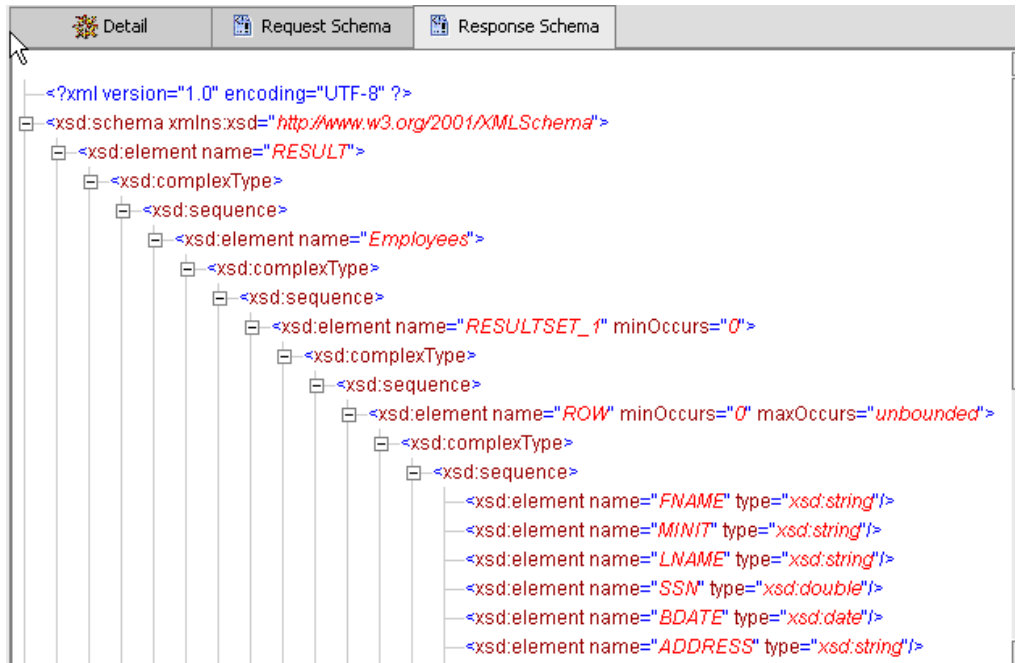 Detail Request Schema Response Schema
<?xml version="1.0" encoding="UTF-8" ?>
<xsd:schema xmlns:xsd="http://www.w3.org/2001/XMLSchema">
<xsd:element name="RESULT">
<xsd:complexType>
<xsd:sequence>
<xsd:element name="Employees">
<xsd:complexType>
<xsd:sequence>
<xsd:element name="RESULTSET_1" minOccurs="0">
<xsd:complexType>
<xsd:sequence>
<xsd:element name="ROW" minOccurs="0" maxOccurs="unbounded">
<xsd:complexType>
<xsd:sequence>
<xsd:element name="FNAME" type="xsd:string"/>
<xsd:element name="MINIT" type="xsd:string"/>
<xsd:element name="LNAME" type="xsd:string"/>
<xsd:element name="SSN" type="xsd:double"/>
<xsd:element name="BDATE" type="xsd:date"/>
<xsd:element name="ADDRESS" type="xsd:string"/>